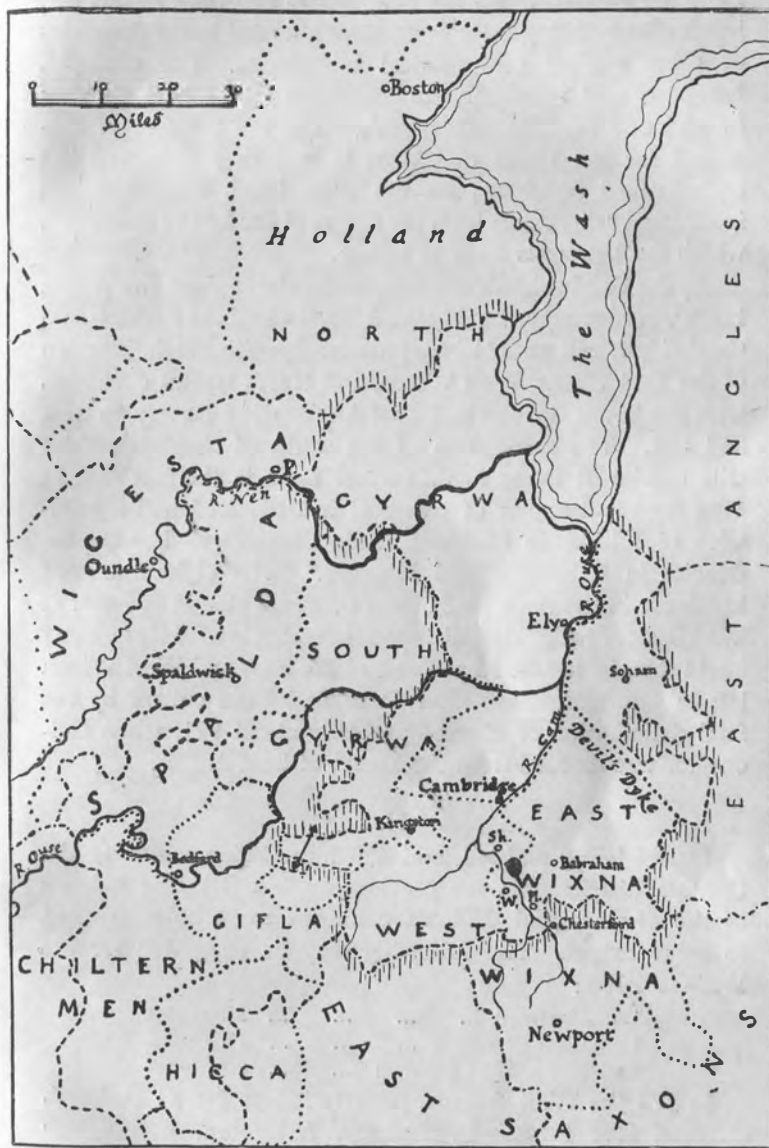 0 10 20 30
Miles
Boston
The Wash
Holland
NORTH
EAST ANGLES
WIGESTA
P.
R. Nen
GYRWA
Oundle
R Ouse
Ely
SPALDA
SOUTH
Spaldwick
Soham
GYRWA
R. Cam
Devils Dyke
Cambridge
EAST
Kingston
Sh.
R Ouse
Bedford
Babraham
WIXNA
W.
GIFLA
WEST
Chesterford
CHILTERN
MEN
WIXNA
Newport
HICCA
EAST SAXONS